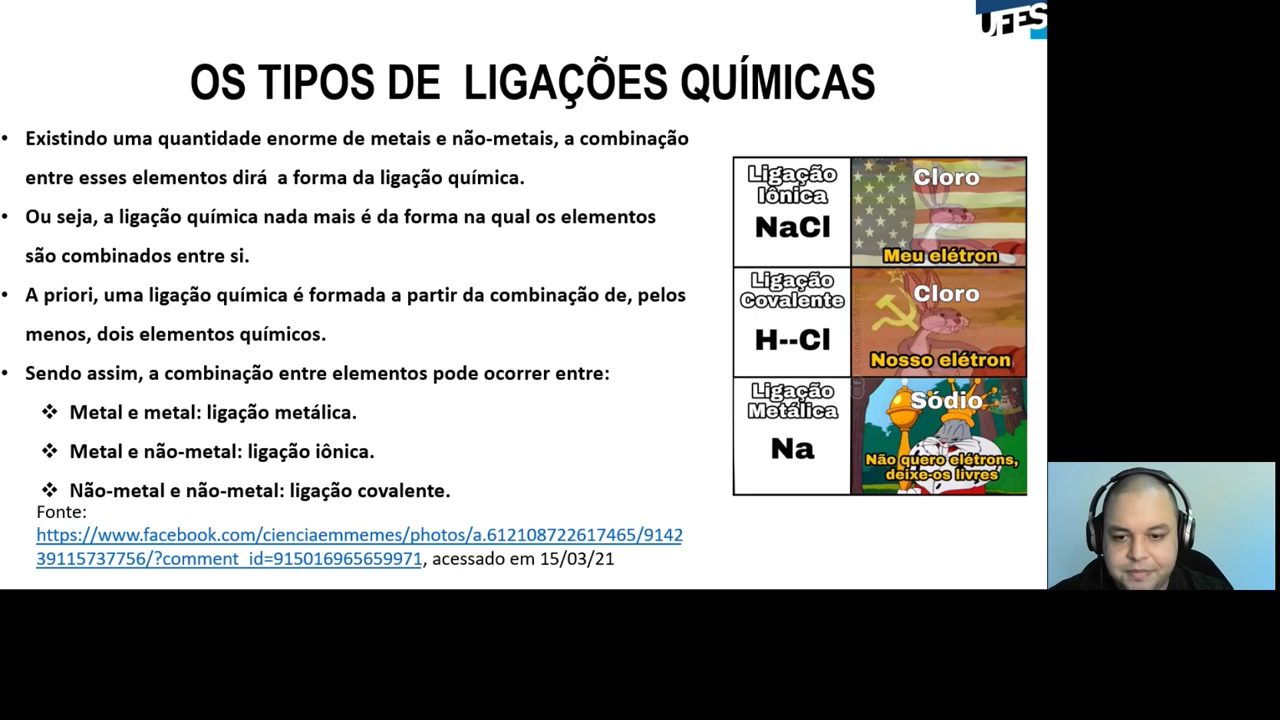 UFES
OS TIPOS DE LIGAÇÕES QUÍMICAS
• Existindo uma quantidade enorme de metais e não-metais, a combinação
entre esses elementos dirá a forma da ligação química.
• Ou seja, a ligação química nada mais é da forma na qual os elementos
são combinados entre si.
• A priori, uma ligação química é formada a partir da combinação de, pelos
menos, dois elementos químicos.
• Sendo assim, a combinação entre elementos pode ocorrer entre:
❖ Metal e metal: ligação metálica.
❖ Metal e não-metal: ligação iônica.
❖ Não-metal e não-metal: ligação covalente.
Fonte:
https://www.facebook.com/cienciaemmemes/photos/a.612108722617465/9142
39115737756/?comment_id=915016965659971, acessado em 15/03/21
Ligação
Iônica
NaCl
Cloro
Meu elétron
Ligação
Covalente
H--Cl
Cloro
Nosso elétron
Ligação
Metálica
Na
Sódio
Não quero elétrons,
deixe-os livres